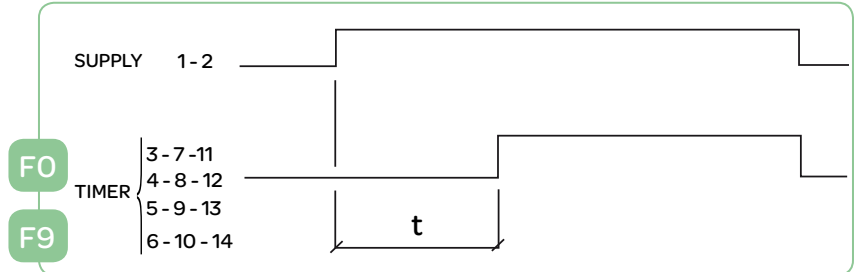 SUPPLY 1-2
F0
F9
TIMER
3-7-11
4-8-12
5-9-13
6-10-14
t